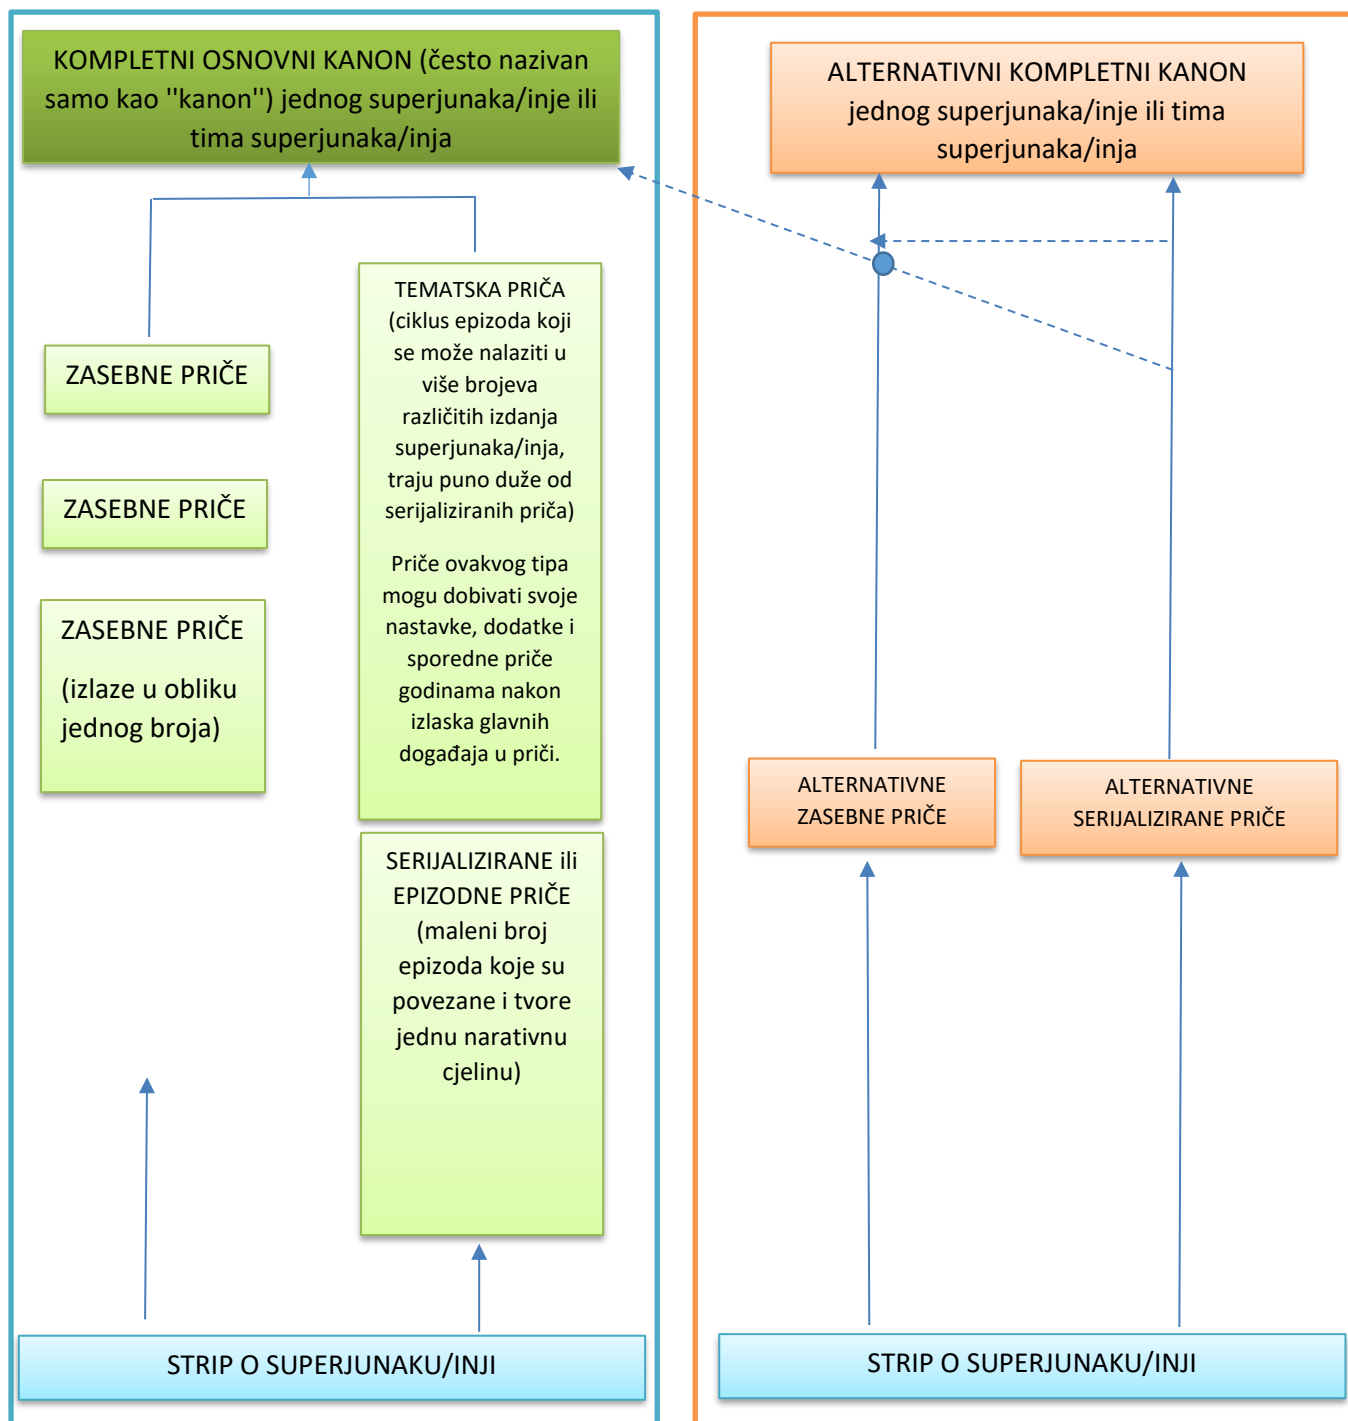 KOMPLETNI OSNOVNI KANON (često nazivan
samo kao ''kanon'') jednog superjunaka/inje ili
tima superjunaka/inja
ZASEBNE PRIČE
ZASEBNE PRIČE
ZASEBNE PRIČE
(izlaze u obliku
jednog broja)
TEMATSKA PRIČA
(ciklus epizoda koji
se može nalaziti u
više brojeva
različitih izdanja
superjunaka/inja,
traju puno duže od
serijaliziranih priča)
Priče ovakvog tipa
mogu dobivati svoje
nastavke, dodatke i
sporedne priče
godinama nakon
izlaska glavnih
događaja u priči.
SERIJALIZIRANE ili
EPIZODNE PRIČE
(maleni broj
epizoda koje su
povezane i tvore
jednu narativnu
cjelinu)
STRIP O SUPERJUNAKU/INJI
ALTERNATIVNI KOMPLETNI KANON
jednog superjunaka/inje ili tima
superjunaka/inja
ALTERNATIVNE
ZASEBNE PRIČE
ALTERNATIVNE
SERIJALIZIRANE PRIČE
STRIP O SUPERJUNAKU/INJI